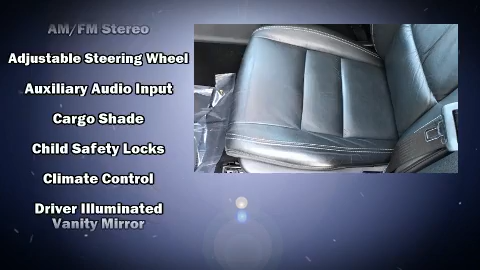 AM/FM Stereo
Adjustable Steering Wheel
Auxiliary Audio Input
Cargo Shade
Child Safety Locks
Climate Control
Driver Illuminated
Vanity Mirror